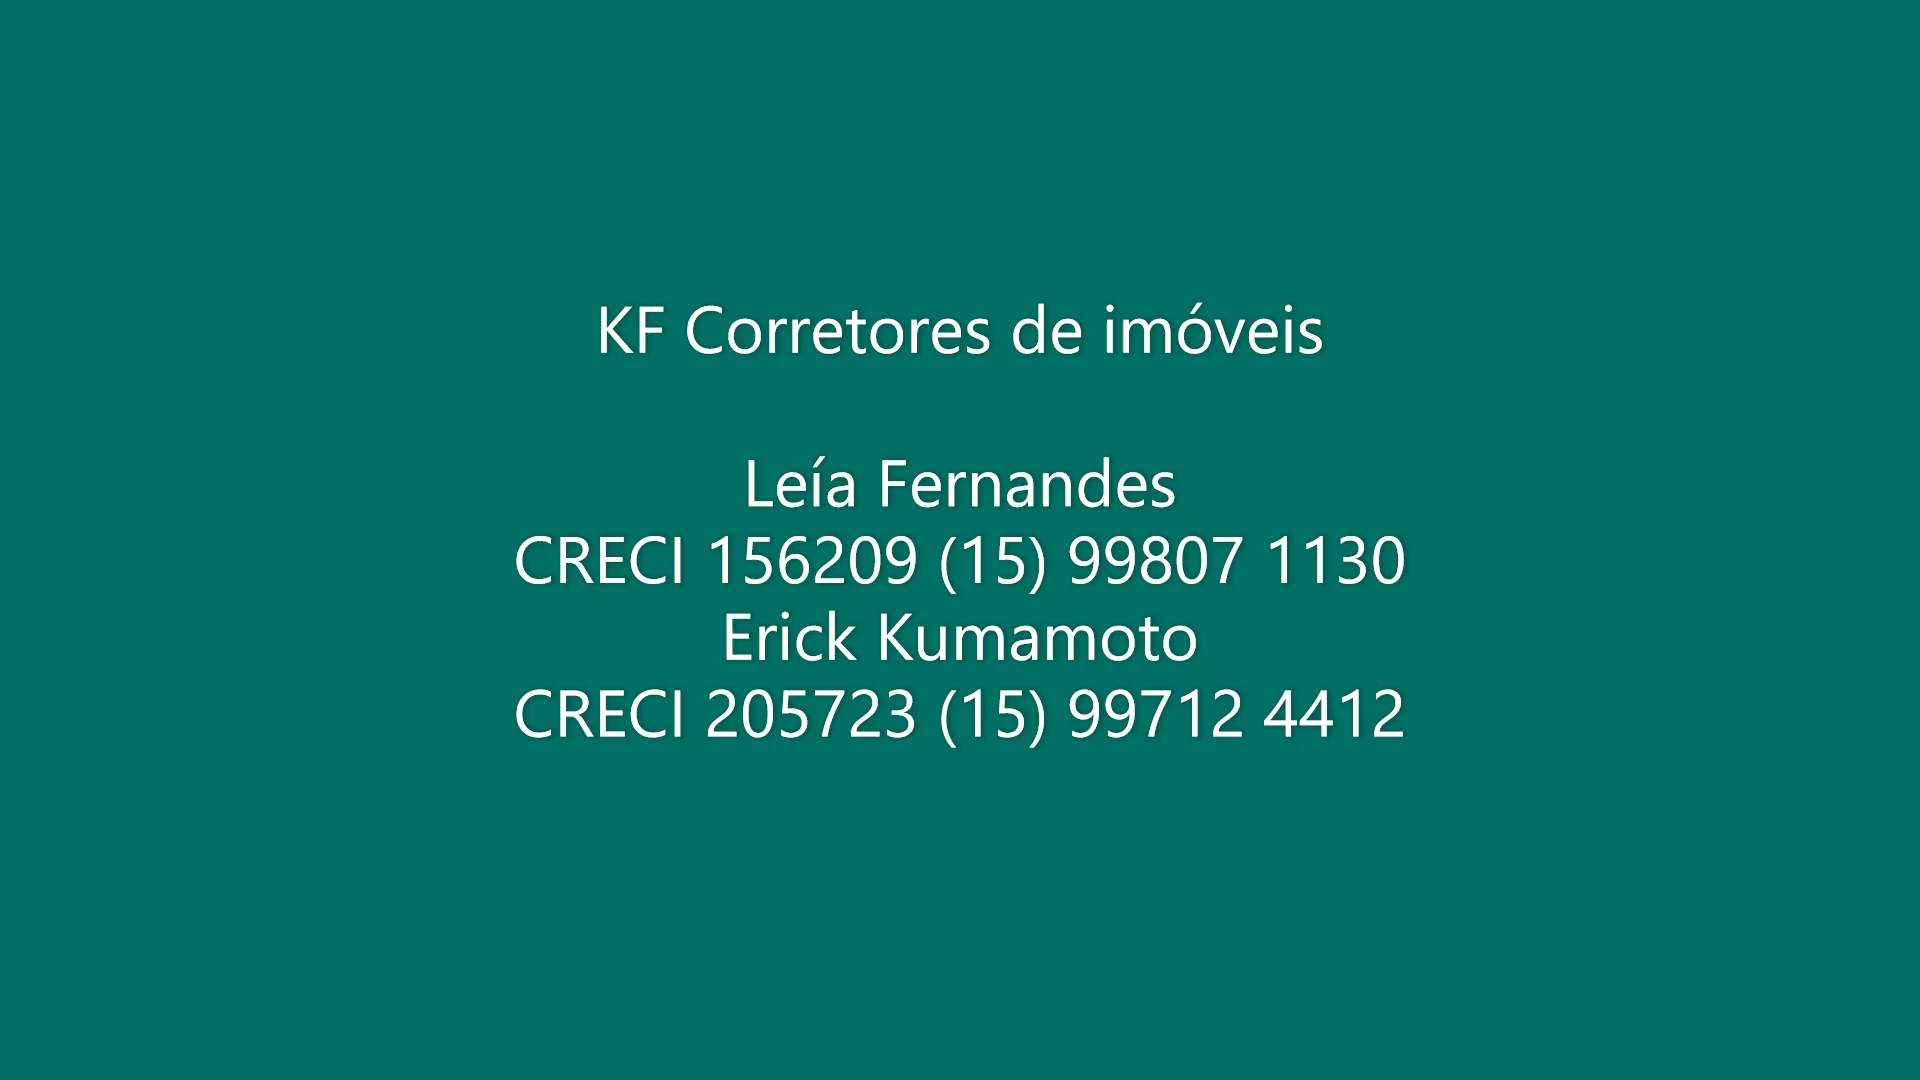 KF Corretores de imóveis
Leía Fernandes
CRECI 156209 (15) 99807 1130
Erick Kumamoto
CRECI 205723 (15) 99712 4412